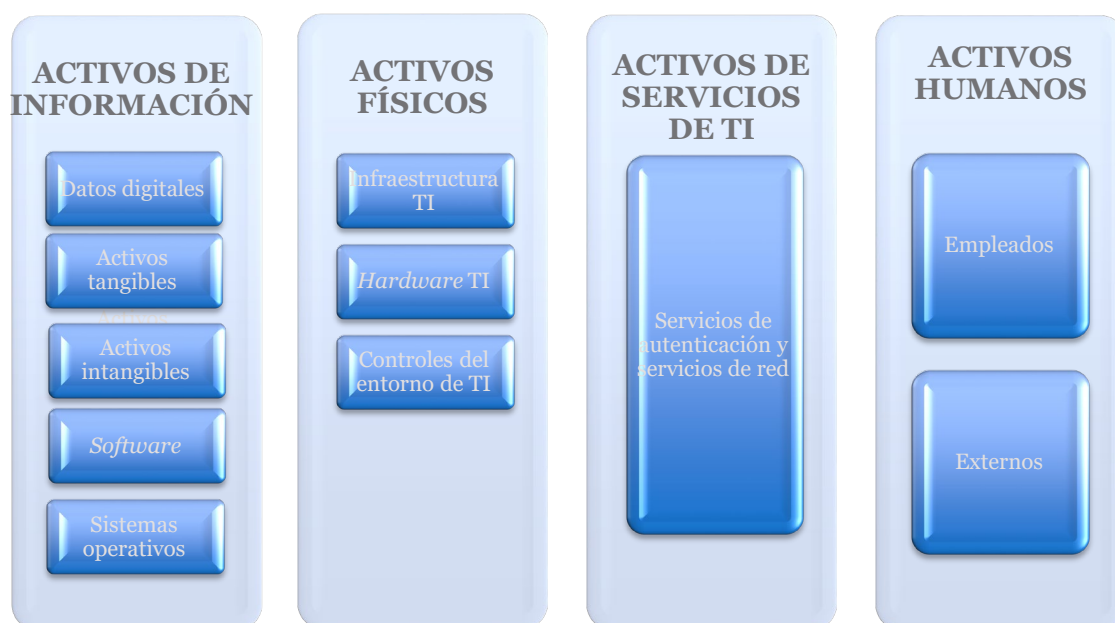 ACTIVOS DE
INFORMACIÓN
Datos digitales
Activos
tangibles
Activos
Activos
intangibles
Software
Sistemas
operativos
ACTIVOS
FÍSICOS
Infraestructura
TI
Hardware TI
Controles del
entorno de TI
ACTIVOS DE
SERVICIOS
DE TI
Servicios de
autenticación y
servicios de red
ACTIVOS
HUMANOS
Empleados
Externos